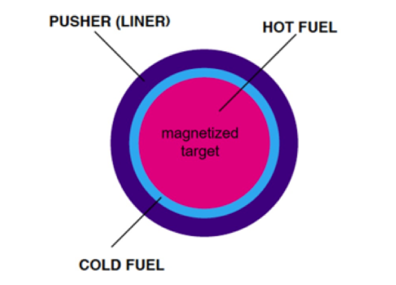 PUSHER (LINER)
HOT FUEL
magnetized
target
COLD FUEL